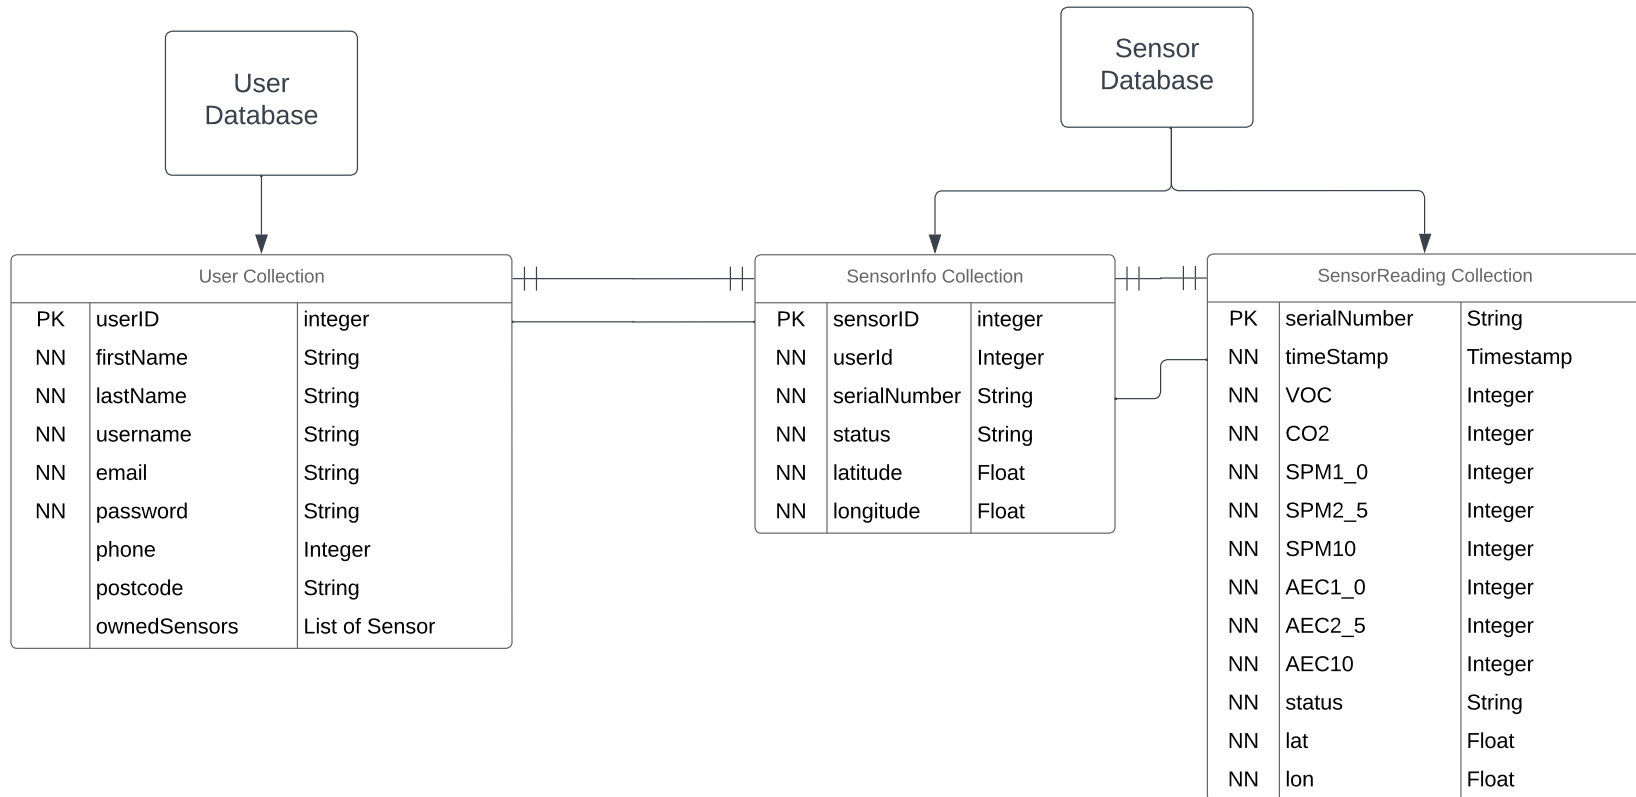 User
Database
Sensor
Database
User Collection
PK userID integer
NN firstName String
NN lastName String
NN username String
NN email String
NN password String
phone Integer
postcode String
ownedSensors List of Sensor
SensorInfo Collection
PK sensorID integer
NN userId Integer
NN serialNumber String
NN status String
NN latitude Float
NN longitude Float
SensorReading Collection
PK serialNumber String
NN timeStamp Timestamp
NN VOC Integer
NN CO2 Integer
NN SPM1_0 Integer
NN SPM2_5 Integer
NN SPM10 Integer
NN AEC1_0 Integer
NN AEC2_5 Integer
NN AEC10 Integer
NN status String
NN lat Float
NN lon Float